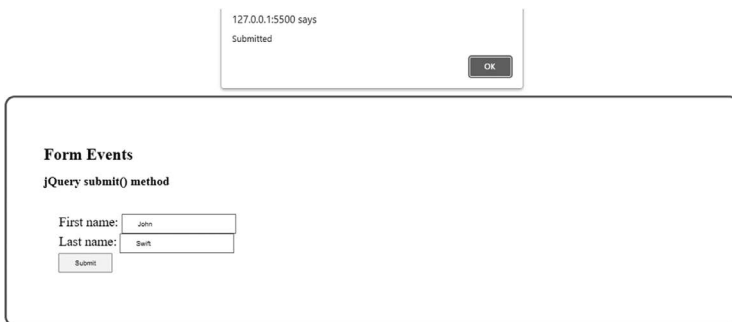 127.0.0.1:5500 says
Submitted
OK
Form Events
jQuery submit() method
First name: John
Last name: Swift
Submit